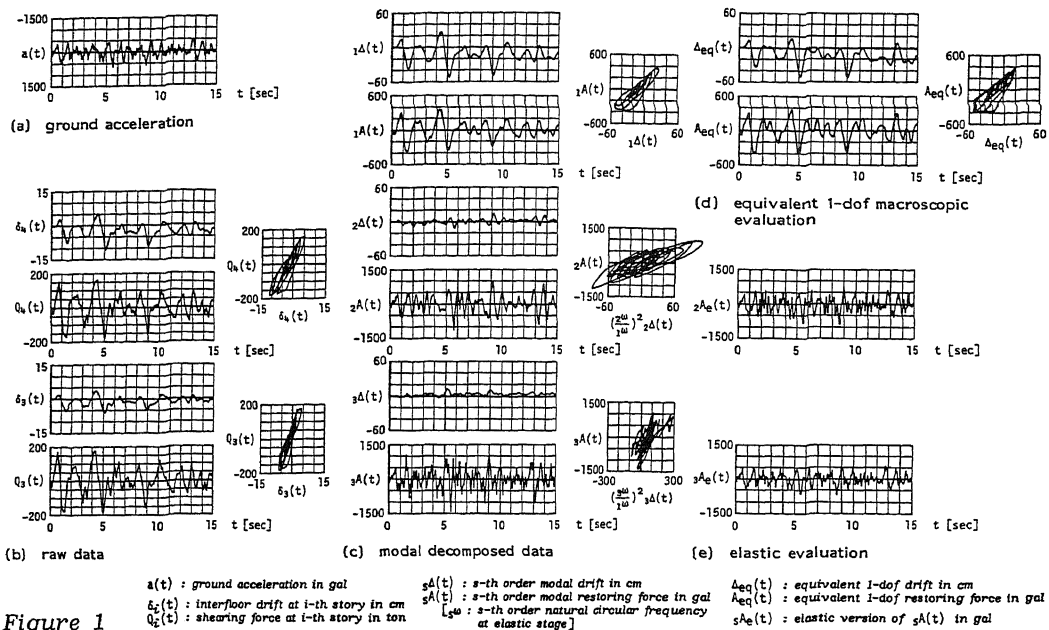 -1500
a(t)
1500
0 5 10 15
t [sec]
(a) ground acceleration
15
δ₄(t)
-15
200
Q₄(t)
-200
0 5 10 15
t [sec]
200
Q₄(t)
-200
-15 15
δ₄(t)
15
δ₃(t)
-15
200
Q₃(t)
-200
0 5 10 15
t [sec]
200
Q₃(t)
-200
-15 15
δ₃(t)
(b) raw data
60
₁Δ(t)
-60
600
₁A(t)
-600
0 5 10 15
t [sec]
600
₁A(t)
-600
-60 60
₁Δ(t)
60
₂Δ(t)
-60
1500
₂A(t)
-1500
0 5 10 15
t [sec]
1500
₂A(t)
-1500
-60 60
(₂ω/₁ω)² ₂Δ(t)
60
₃Δ(t)
-60
1500
₃A(t)
-1500
0 5 10 15
t [sec]
1500
₃A(t)
-1500
-300 300
(₃ω/₁ω)² ₃Δ(t)
(c) modal decomposed data
60
Δeq(t)
-60
600
Aeq(t)
-600
0 5 10 15
t [sec]
600
Aeq(t)
-600
-60 60
Δeq(t)
(d) equivalent 1-dof macroscopic
evaluation
1500
₂Ae(t)
-1500
0 5 10 15
t [sec]
1500
₃Ae(t)
-1500
0 5 10 15
t [sec]
(e) elastic evaluation
a(t) : ground acceleration in gal
δᵢ(t) : interfloor drift at i-th story in cm
Qᵢ(t) : shearing force at i-th story in ton
ₛΔ(t) : s-th order modal drift in cm
ₛA(t) : s-th order modal restoring force in gal
[ₛω : s-th order natural circular frequency
at elastic stage]
Δeq(t) : equivalent 1-dof drift in cm
Aeq(t) : equivalent 1-dof restoring force in gal
ₛAe(t) : elastic version of ₛA(t) in gal
Figure 1